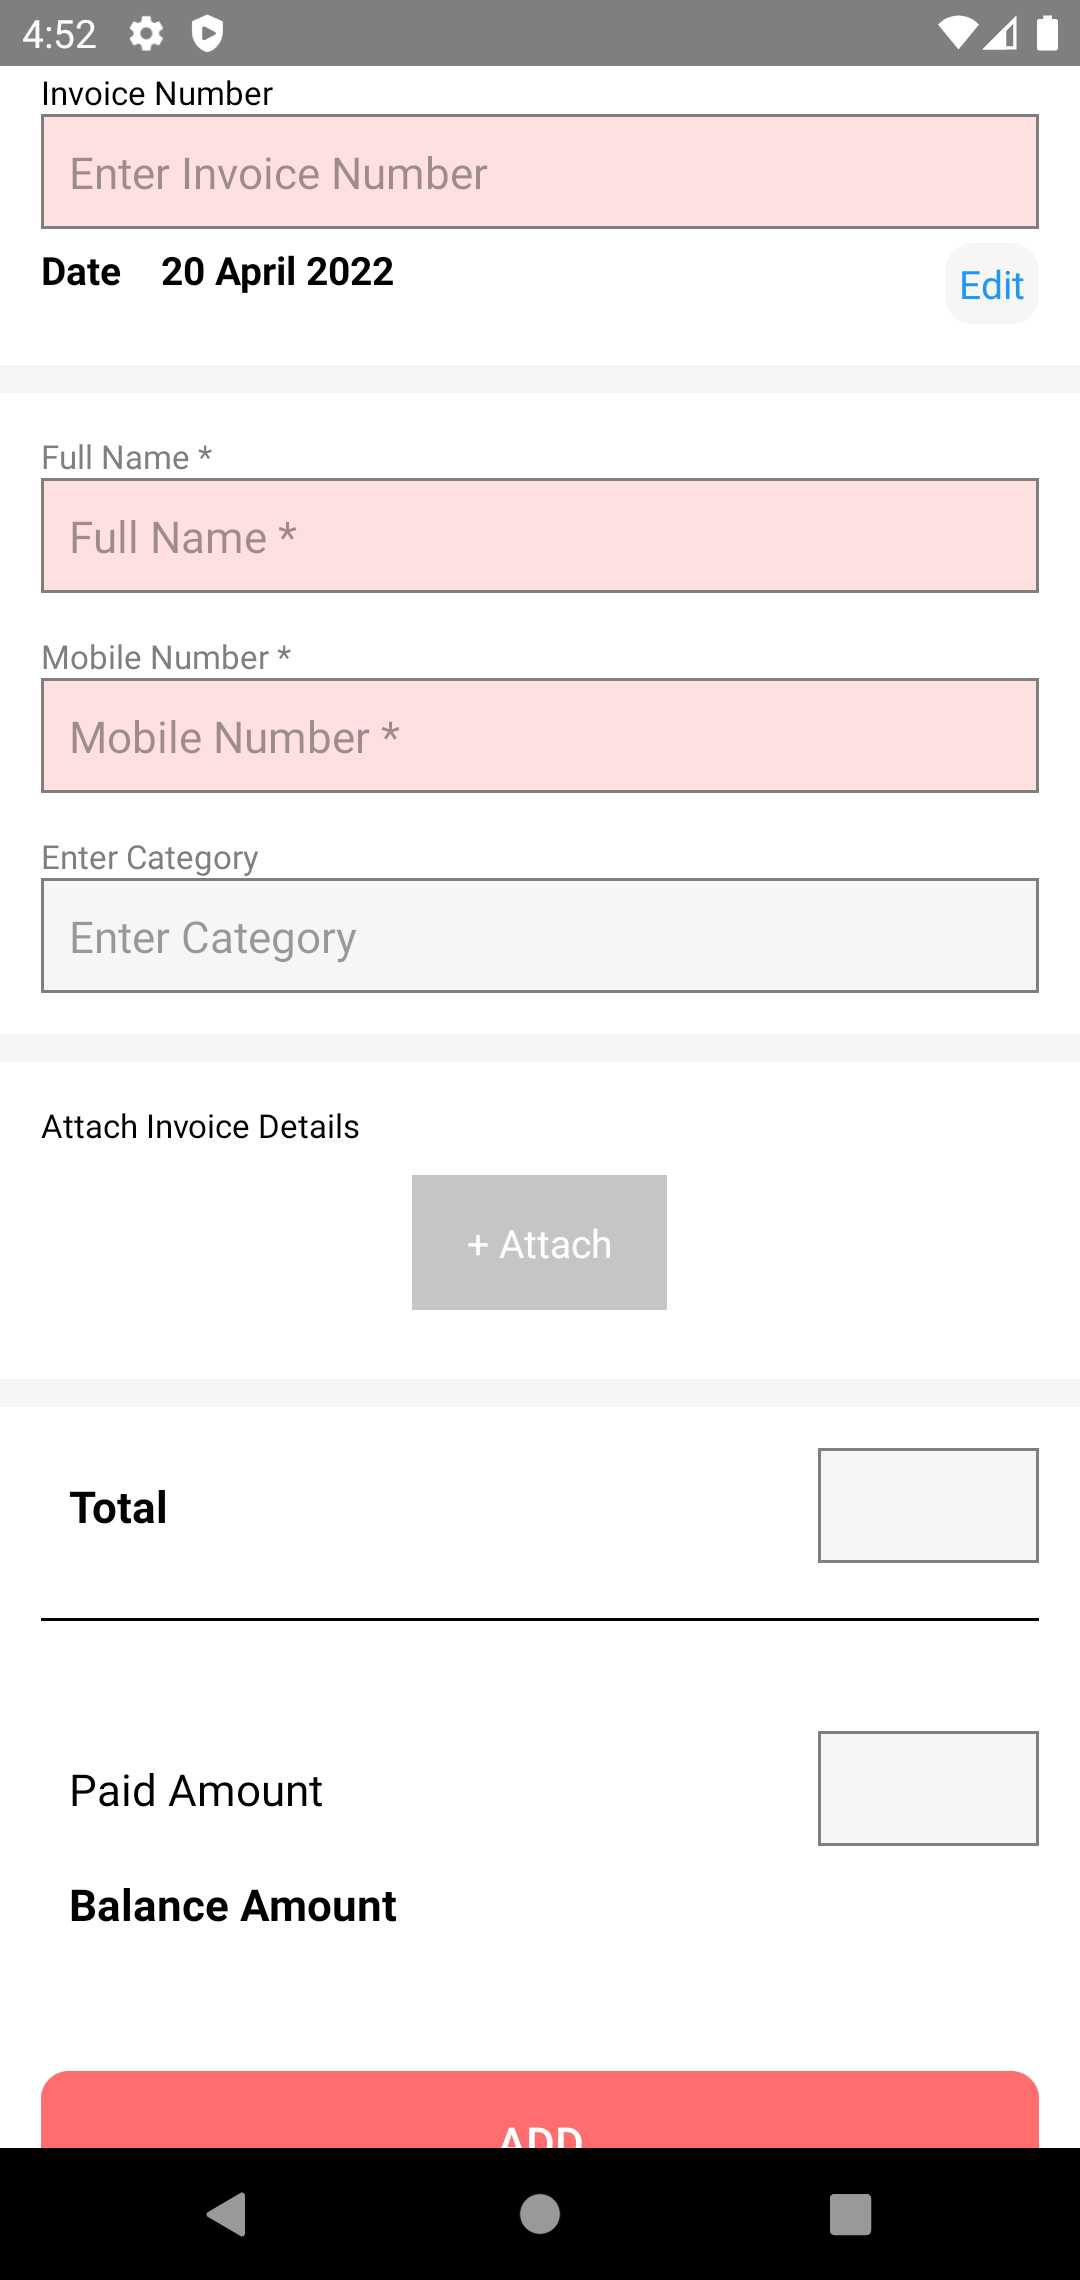 4:52
Invoice Number
Enter Invoice Number
Date 20 April 2022
Edit
Full Name *
Full Name *
Mobile Number *
Mobile Number *
Enter Category
Enter Category
Attach Invoice Details
+ Attach
Total
Paid Amount
Balance Amount
ADD